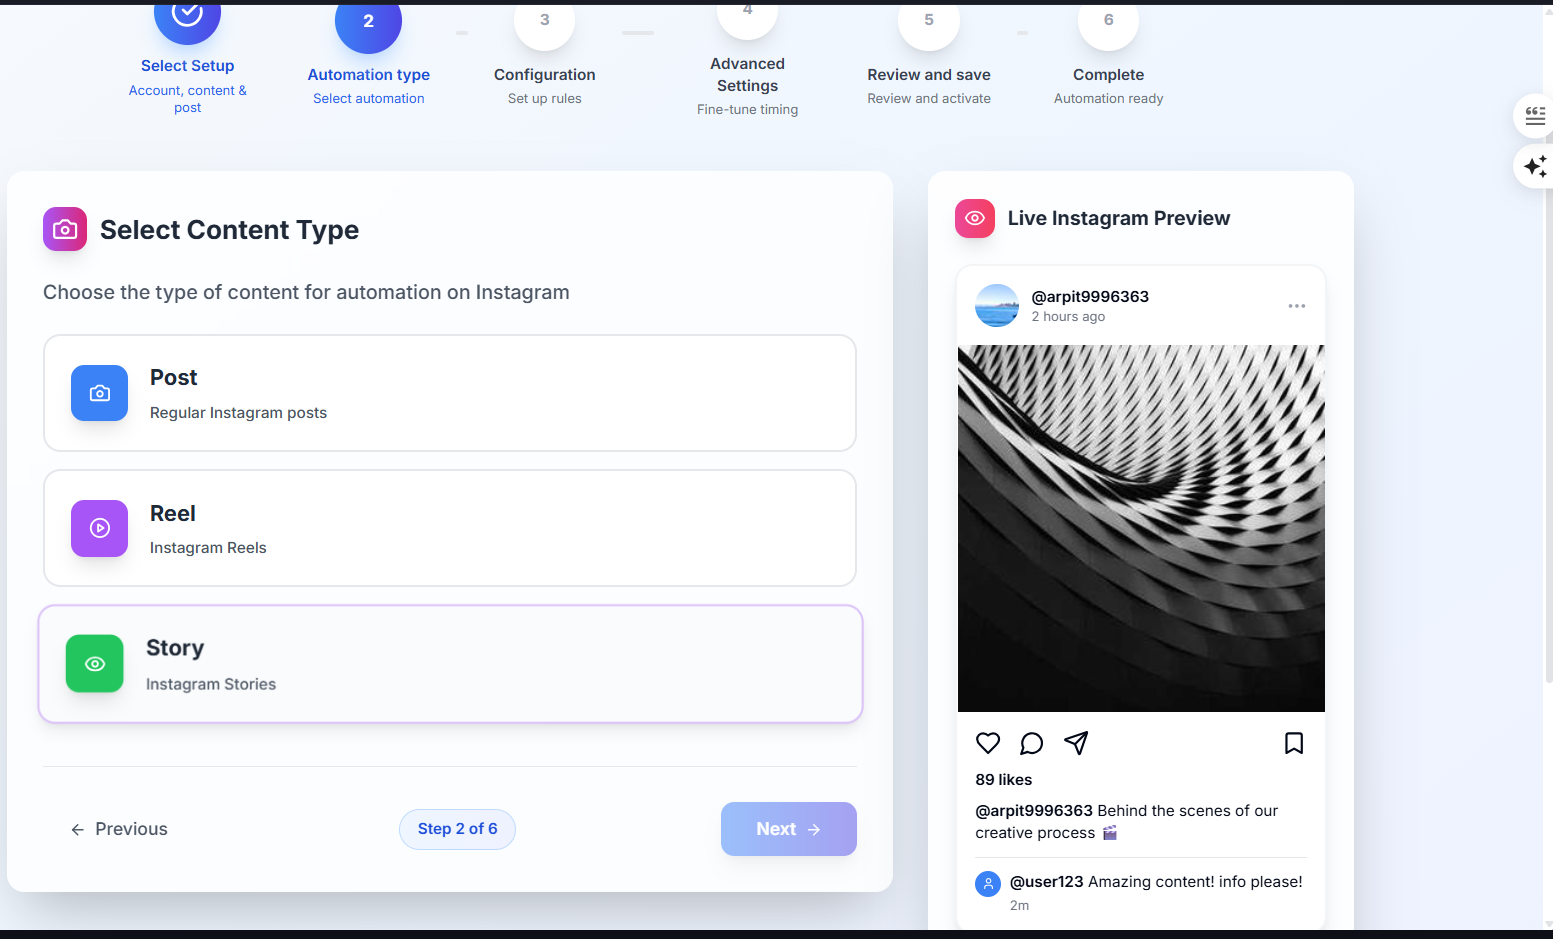 2
3
4
5
6
Select Setup
Account, content &
post
Automation type
Select automation
Configuration
Set up rules
Advanced
Settings
Fine-tune timing
Review and save
Review and activate
Complete
Automation ready
Select Content Type
Choose the type of content for automation on Instagram
Post
Regular Instagram posts
Reel
Instagram Reels
Story
Instagram Stories
Previous
Step 2 of 6
Next
Live Instagram Preview
@arpit9996363
2 hours ago
89 likes
@arpit9996363 Behind the scenes of our
creative process 🎬
@user123 Amazing content! info please!
2m